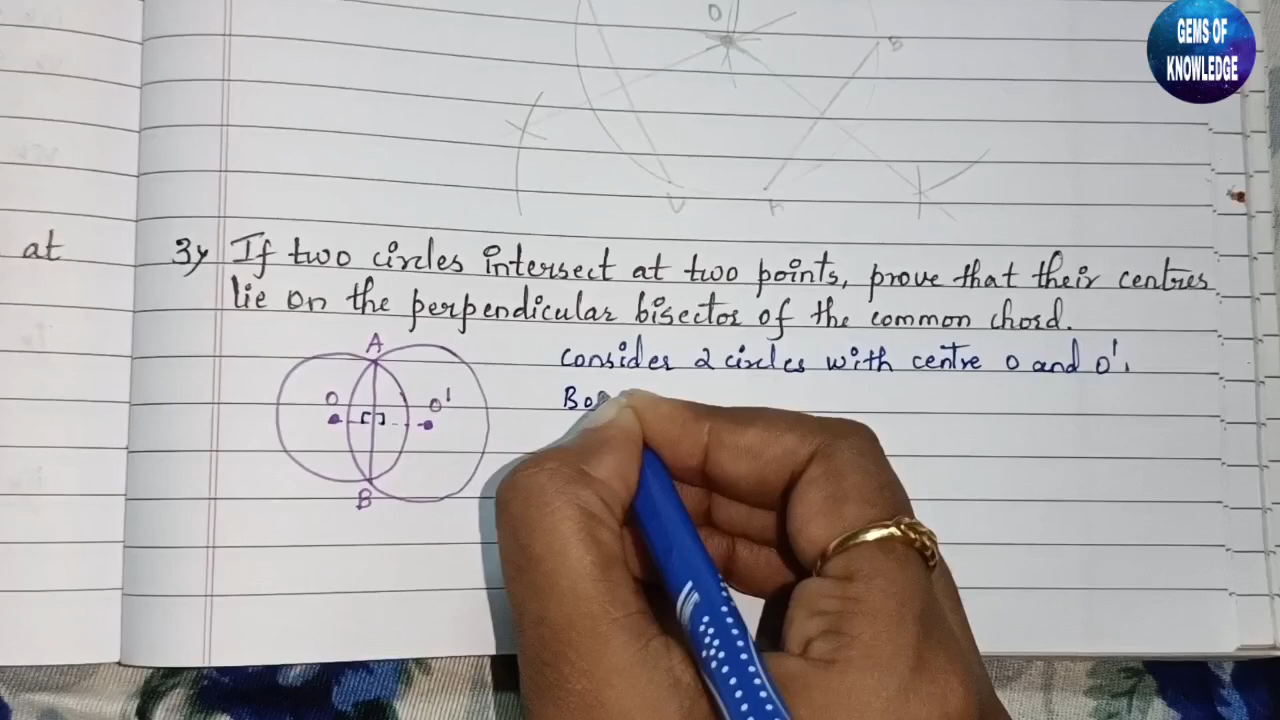 GEMS OF
KNOWLEDGE
O
B
at
3y If two circles intersect at two points, prove that their centres
lie on the perpendicular bisector of the common chord.
A
Consider 2 circles with centre O and O'.
O
O'
B